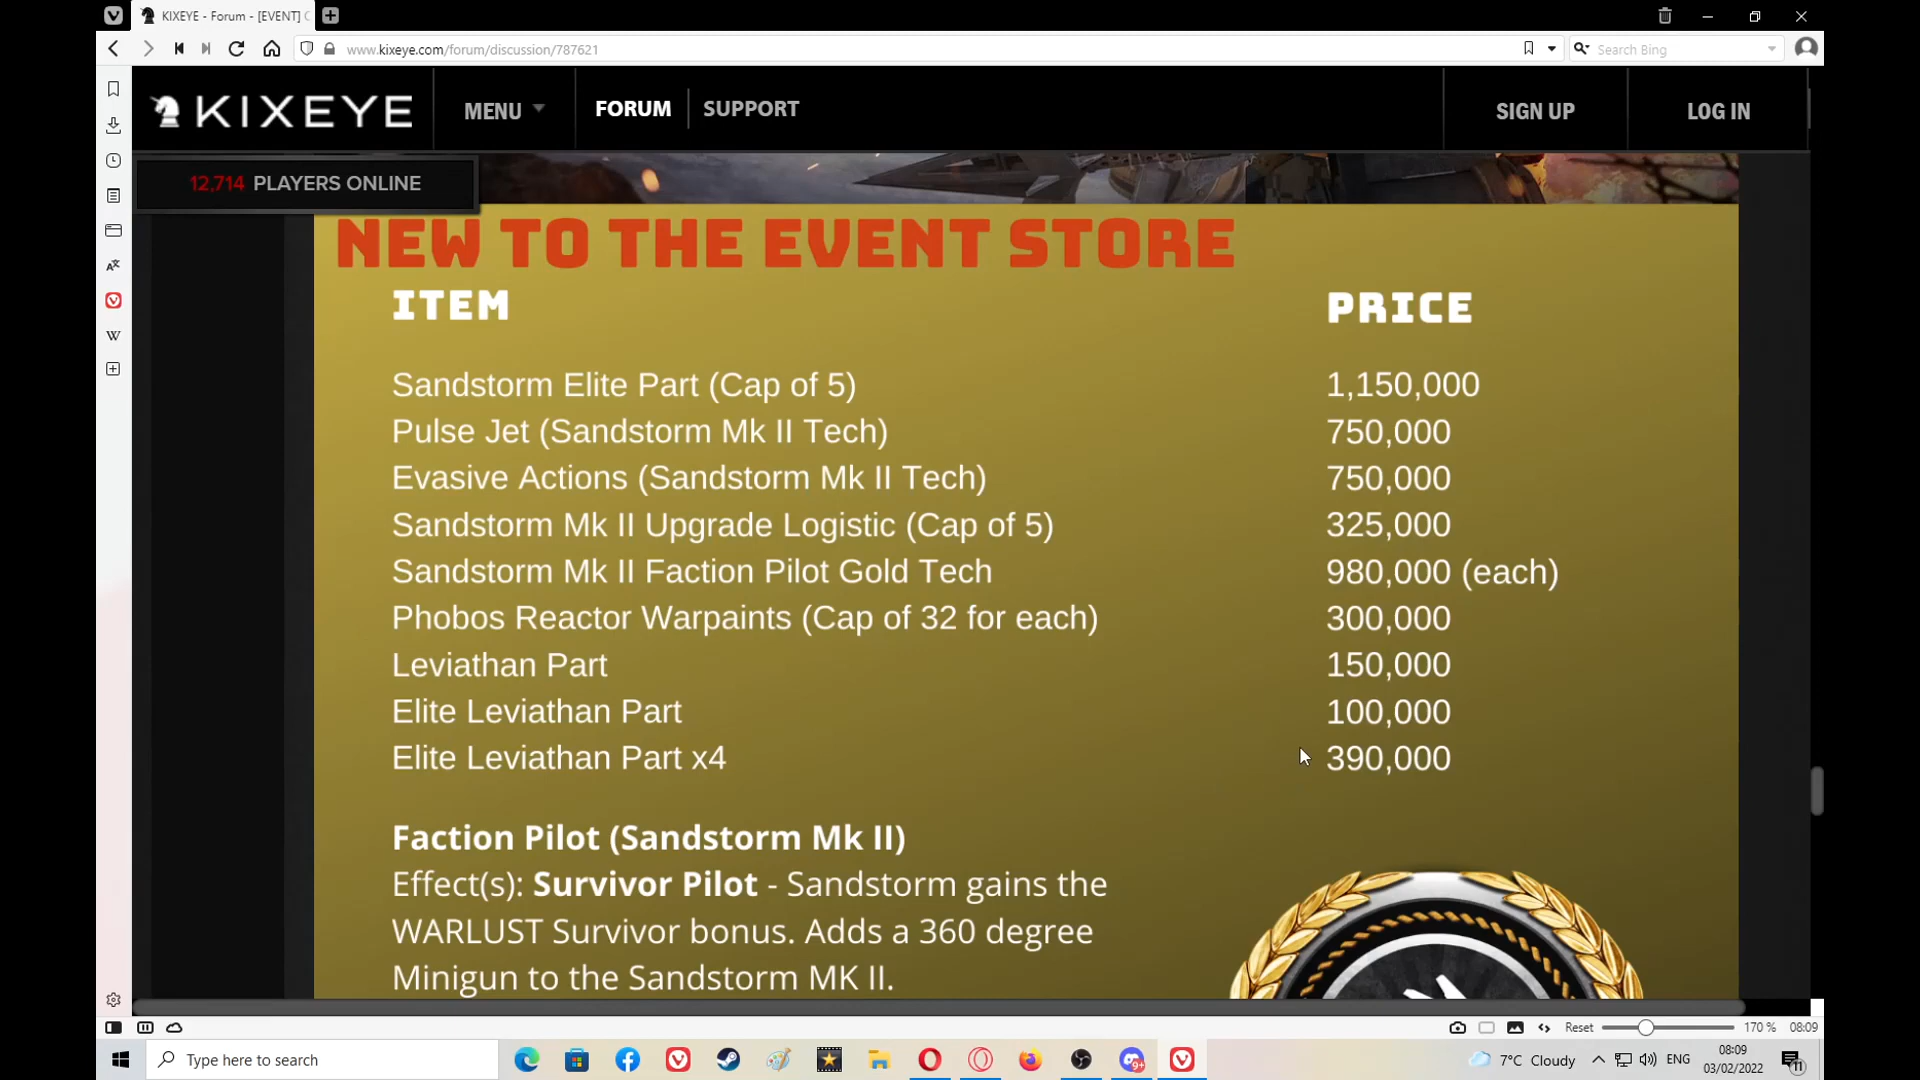 KIXEYE - Forum - [EVENT] C
www.kixeye.com/forum/discussion/787621
Search Bing
KIXEYE
MENU
FORUM
SUPPORT
SIGN UP
LOG IN
12,714 PLAYERS ONLINE
NEW TO THE EVENT STORE
ITEM PRICE
Sandstorm Elite Part (Cap of 5) 1,150,000
Pulse Jet (Sandstorm Mk II Tech) 750,000
Evasive Actions (Sandstorm Mk II Tech) 750,000
Sandstorm Mk II Upgrade Logistic (Cap of 5) 325,000
Sandstorm Mk II Faction Pilot Gold Tech 980,000 (each)
Phobos Reactor Warpaints (Cap of 32 for each) 300,000
Leviathan Part 150,000
Elite Leviathan Part 100,000
Elite Leviathan Part x4 390,000
Faction Pilot (Sandstorm Mk II)
Effect(s): Survivor Pilot - Sandstorm gains the
WARLUST Survivor bonus. Adds a 360 degree
Minigun to the Sandstorm MK II.
Reset 170 % 08:09
Type here to search
9+
7°C Cloudy
ENG
08:09
03/02/2022
11